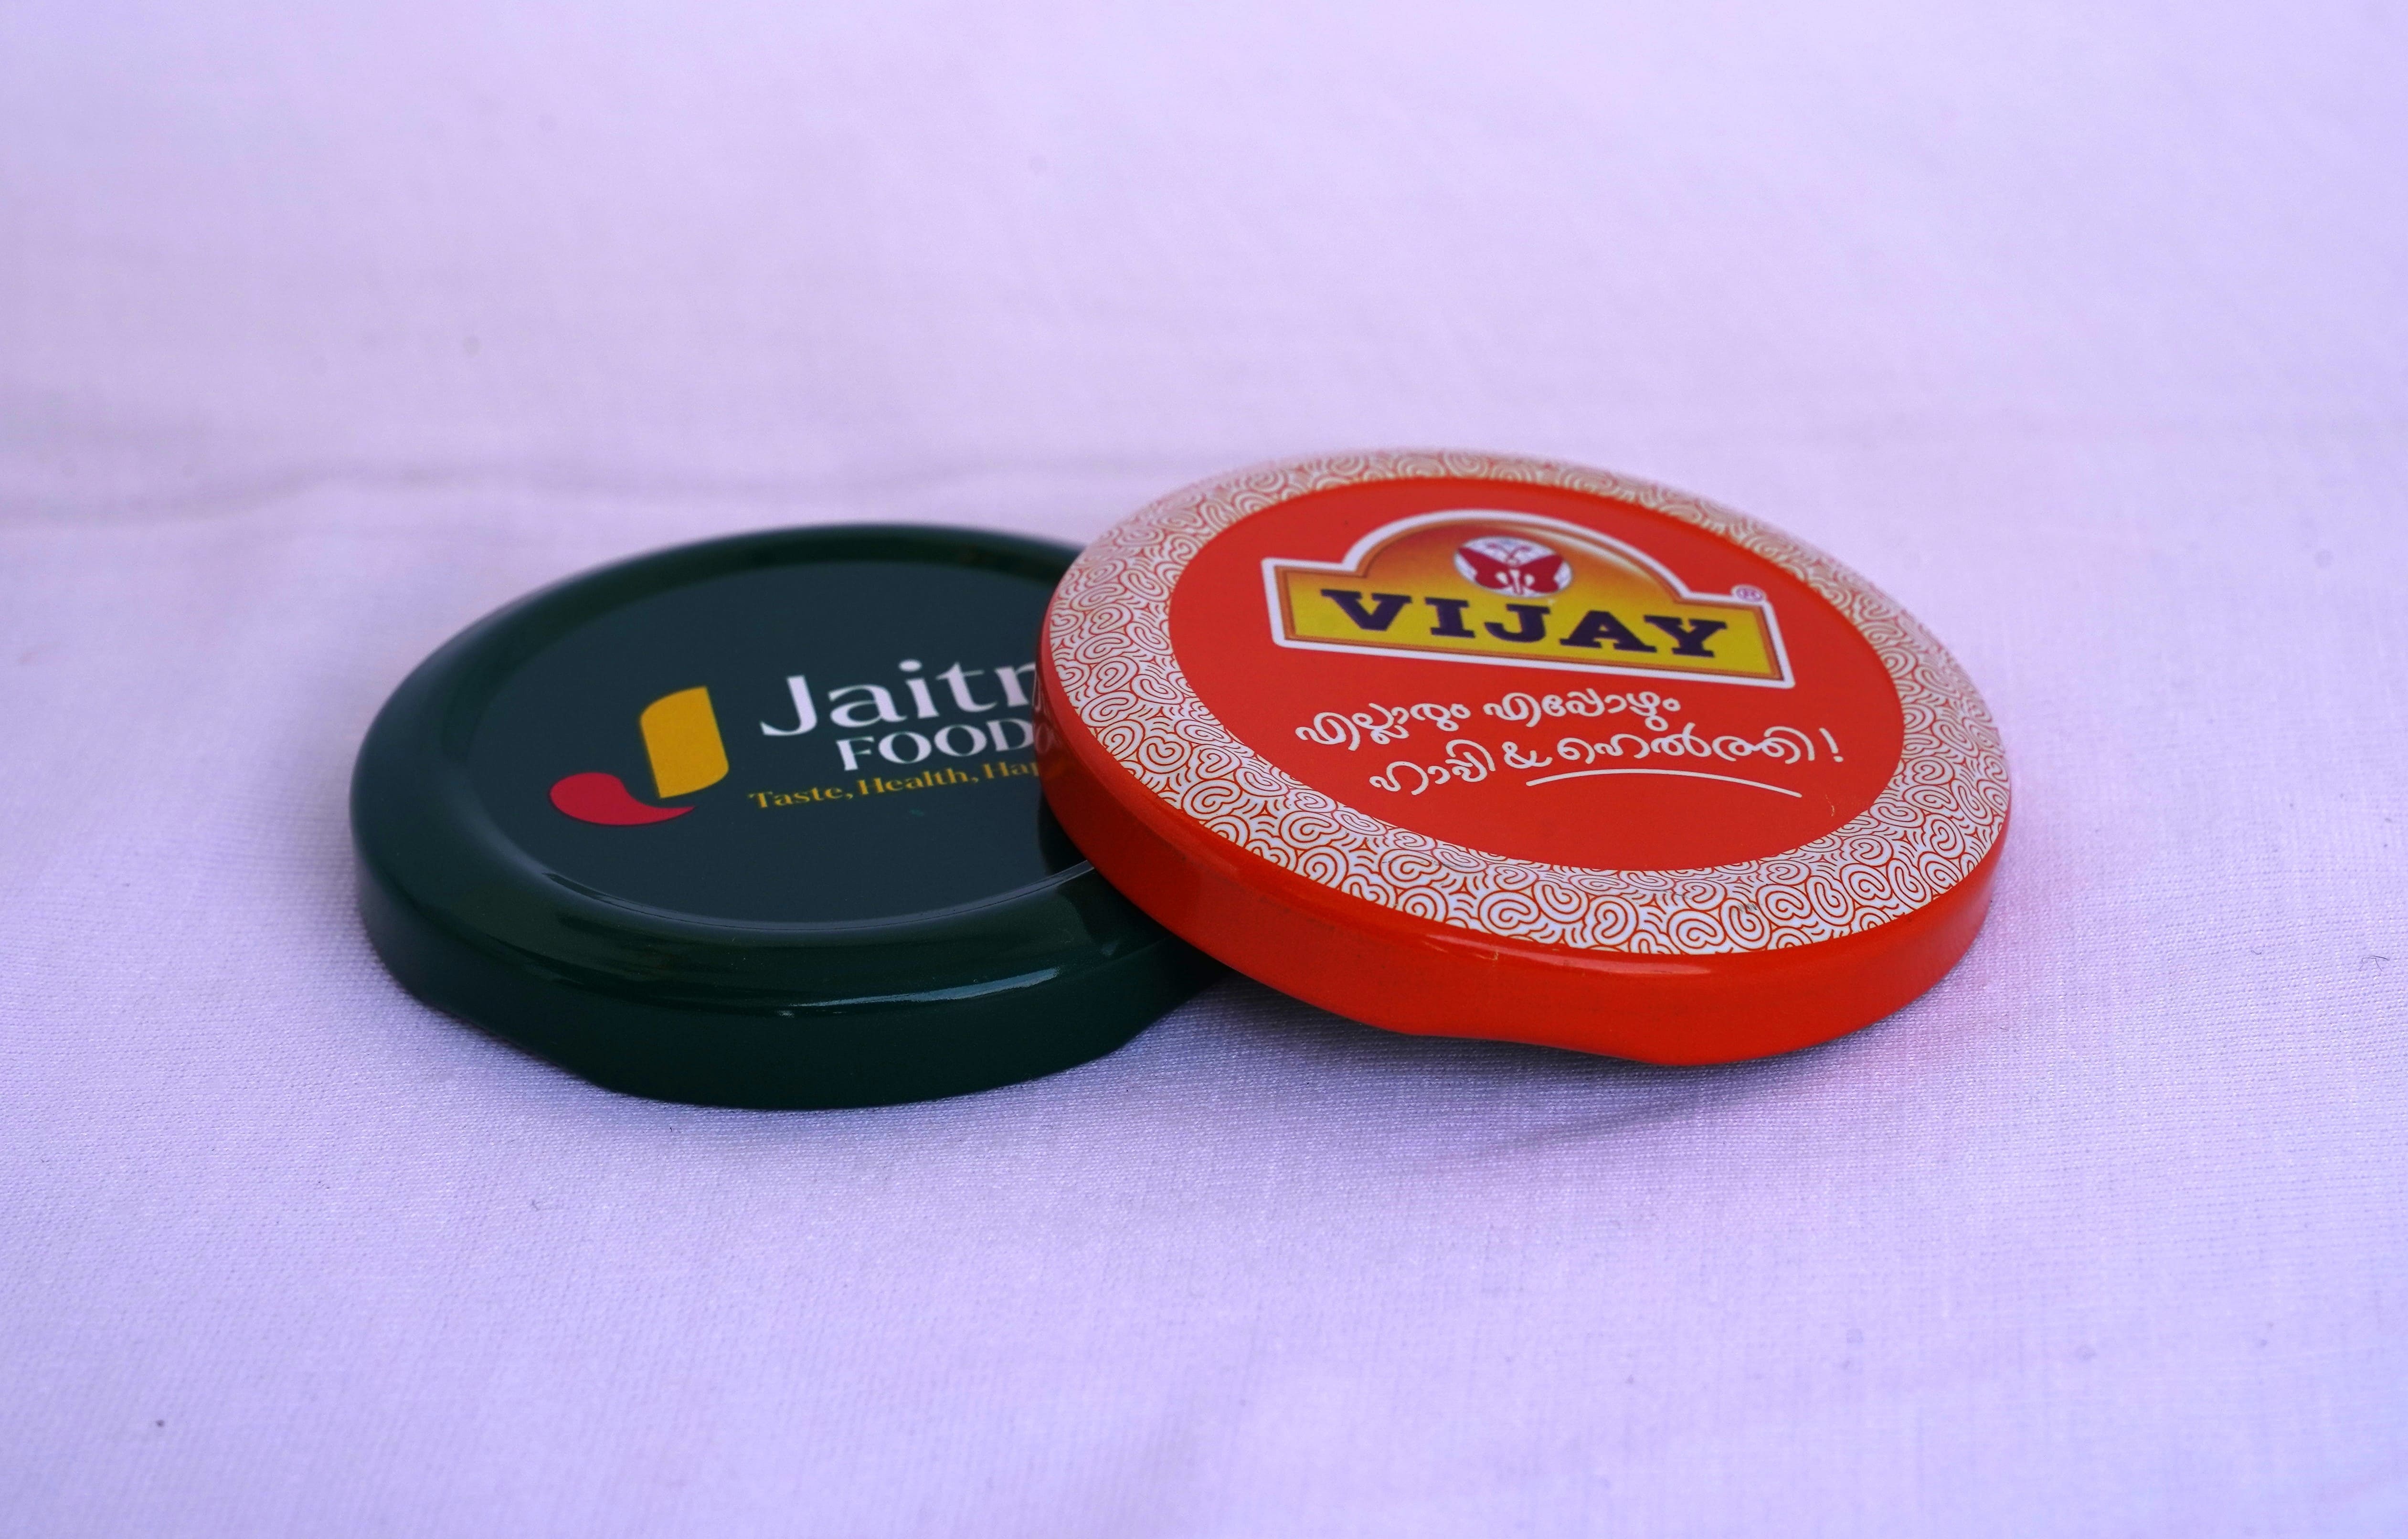 Jaitr
FOOD
Taste, Health, Hap
VIJAY
®
എല്ലാരും എപ്പോഴും
ഹാപ്പി & ഹെൽത്തി!